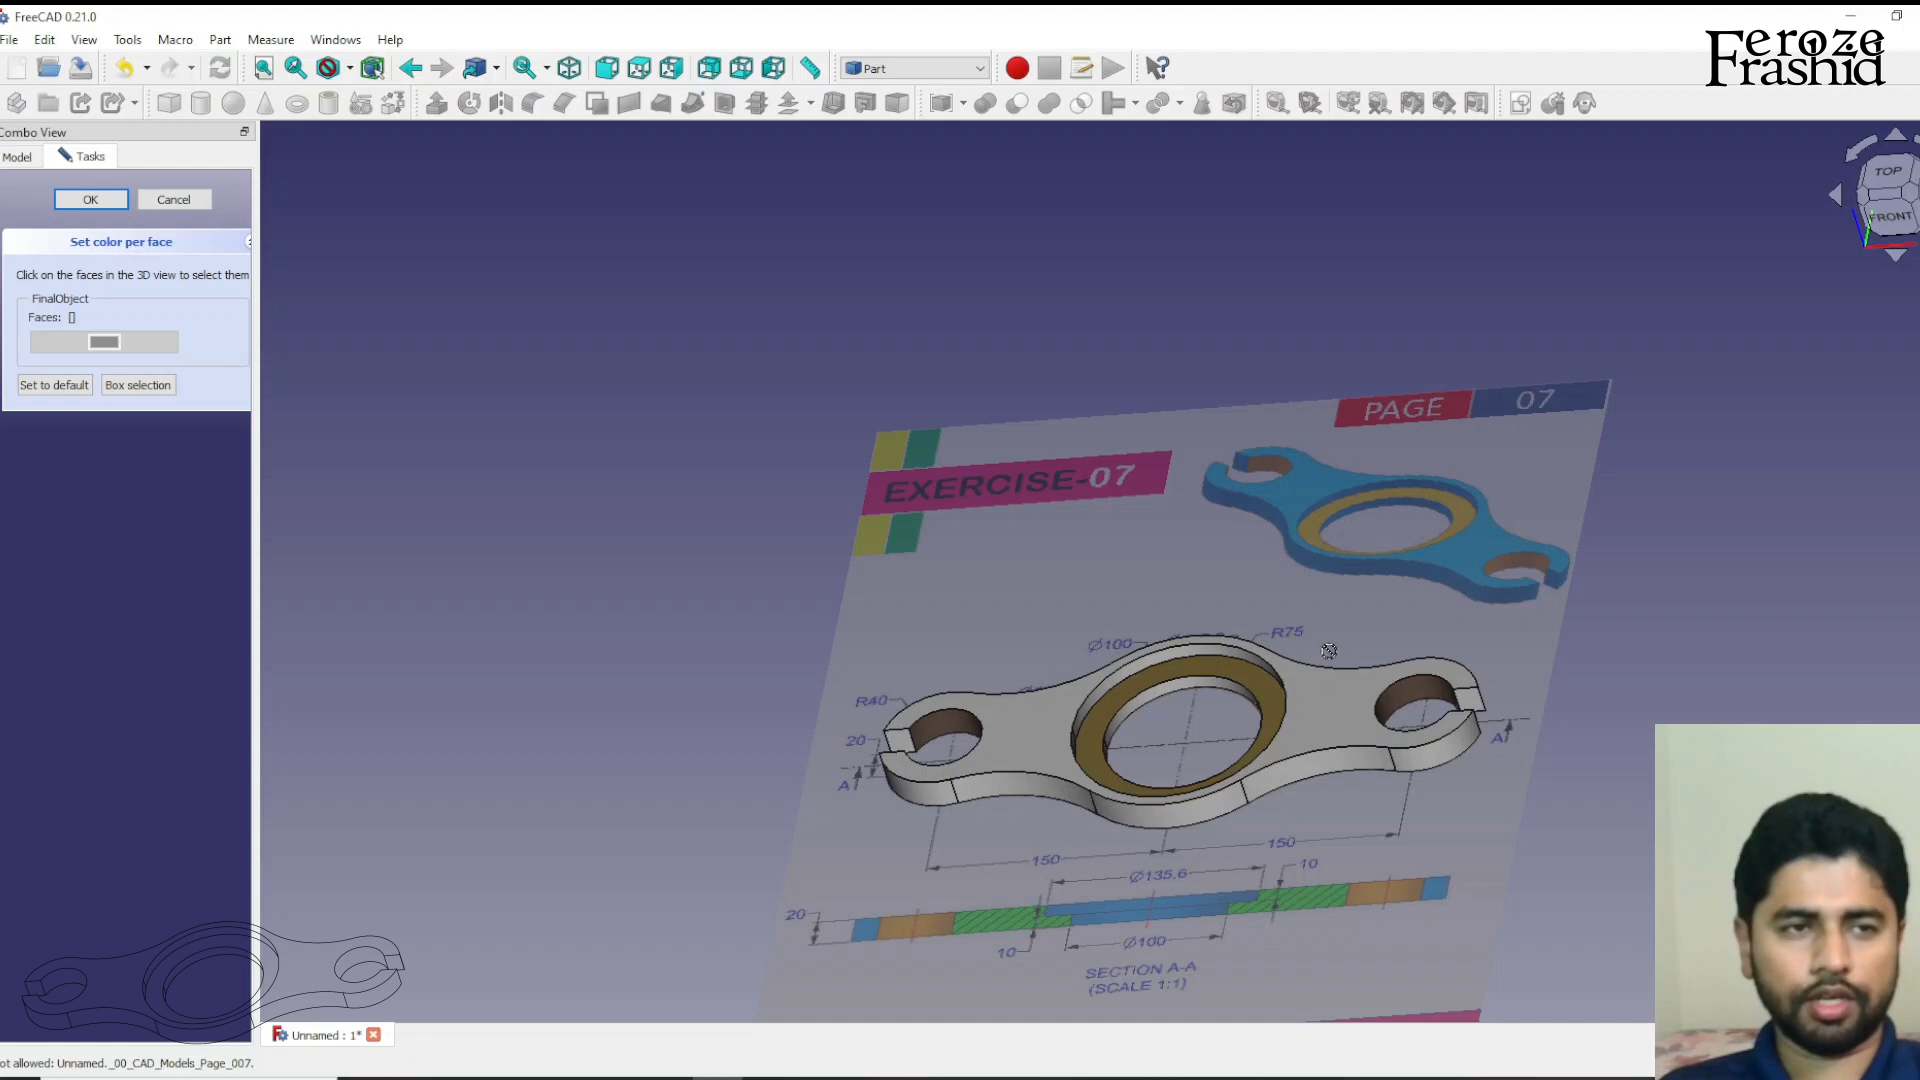 FreeCAD 0.21.0
File Edit View Tools Macro Part Measure Windows Help
Part
Feroze
Frashid
Combo View
Model Tasks
OK Cancel
Set color per face
Click on the faces in the 3D view to select them
FinalObject
Faces: []
Set to default Box selection
TOP
FRONT
PAGE 07
EXERCISE-07
Ø100
R75
R40
20
A
A
150
150
Ø135.6
10
20
10
Ø100
SECTION A-A
(SCALE 1:1)
Unnamed : 1*
ot allowed: Unnamed._00_CAD_Models_Page_007.